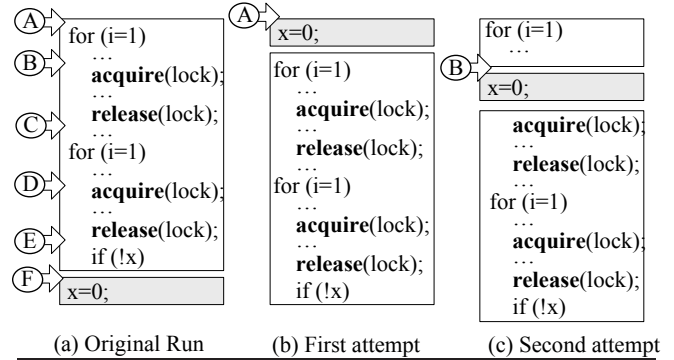 A
for (i=1)
…
B
acquire(lock);
…
release(lock);
C
…
for (i=1)
…
D
acquire(lock);
…
release(lock);
E
if (!x)
F
x=0;
(a) Original Run
A
x=0;
for (i=1)
…
acquire(lock);
…
release(lock);
…
for (i=1)
…
acquire(lock);
…
release(lock);
if (!x)
(b) First attempt
for (i=1)
…
B
x=0;
acquire(lock);
…
release(lock);
…
for (i=1)
…
acquire(lock);
…
release(lock);
if (!x)
(c) Second attempt